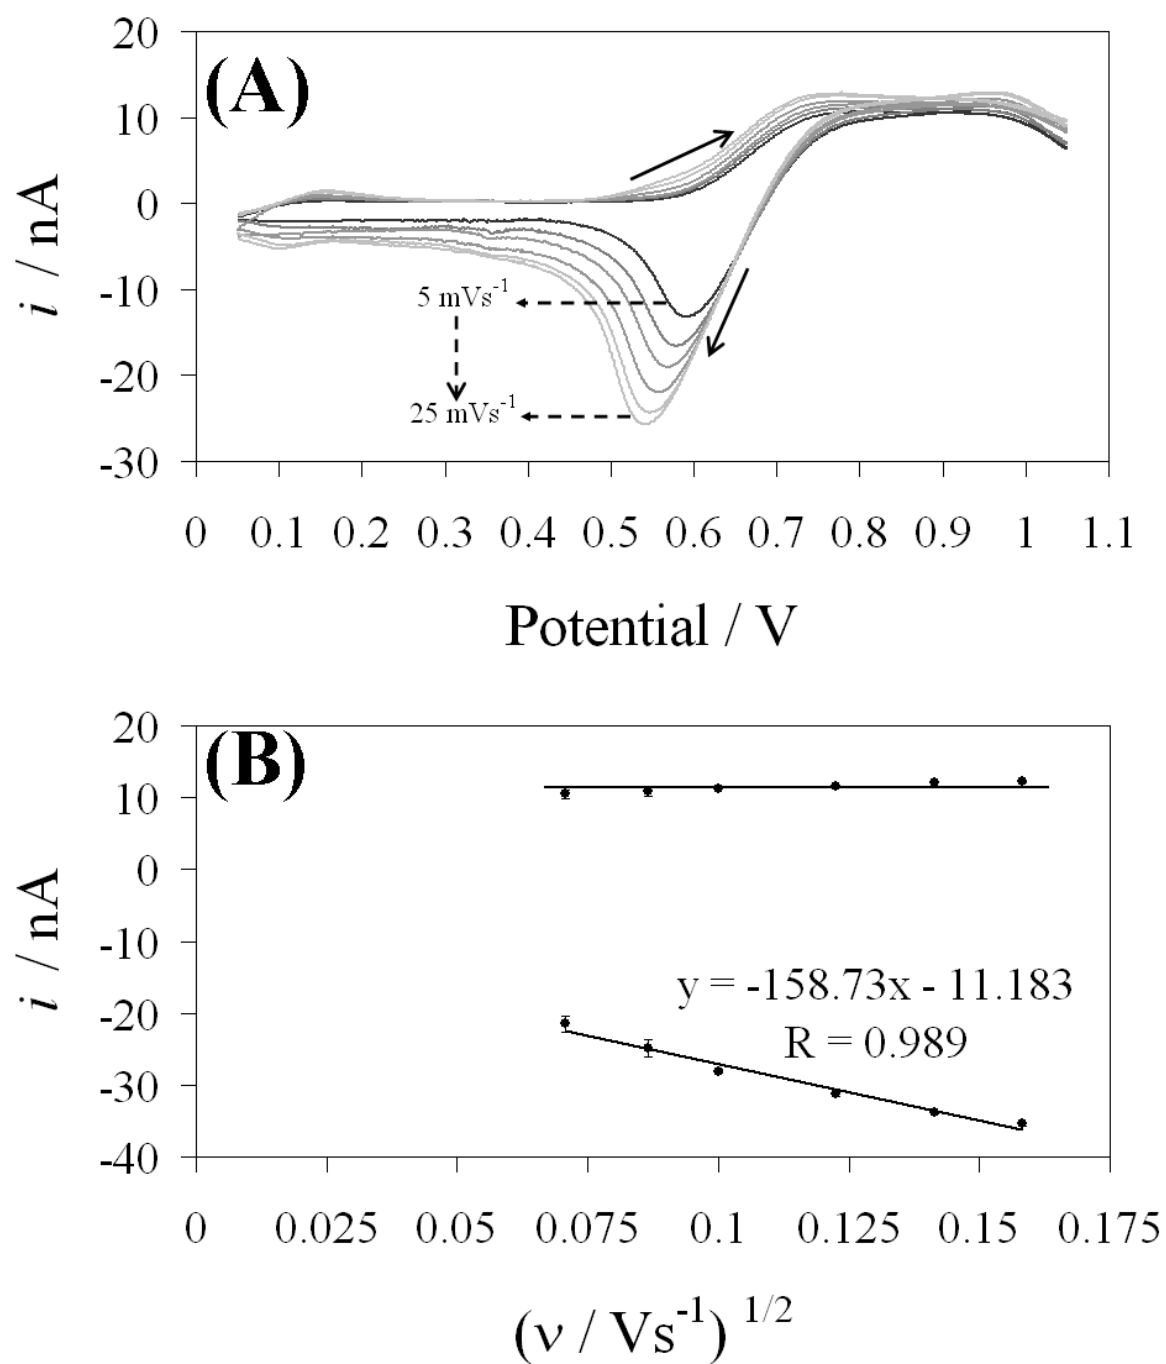 (A)
20
10
0
-10
-20
-30
i / nA
5 mVs⁻¹
25 mVs⁻¹
0 0.1 0.2 0.3 0.4 0.5 0.6 0.7 0.8 0.9 1 1.1
Potential / V
(B)
20
10
0
-10
-20
-30
-40
i / nA
y = -158.73x - 11.183
R = 0.989
0 0.025 0.05 0.075 0.1 0.125 0.15 0.175
(ν / Vs⁻¹) ¹/²